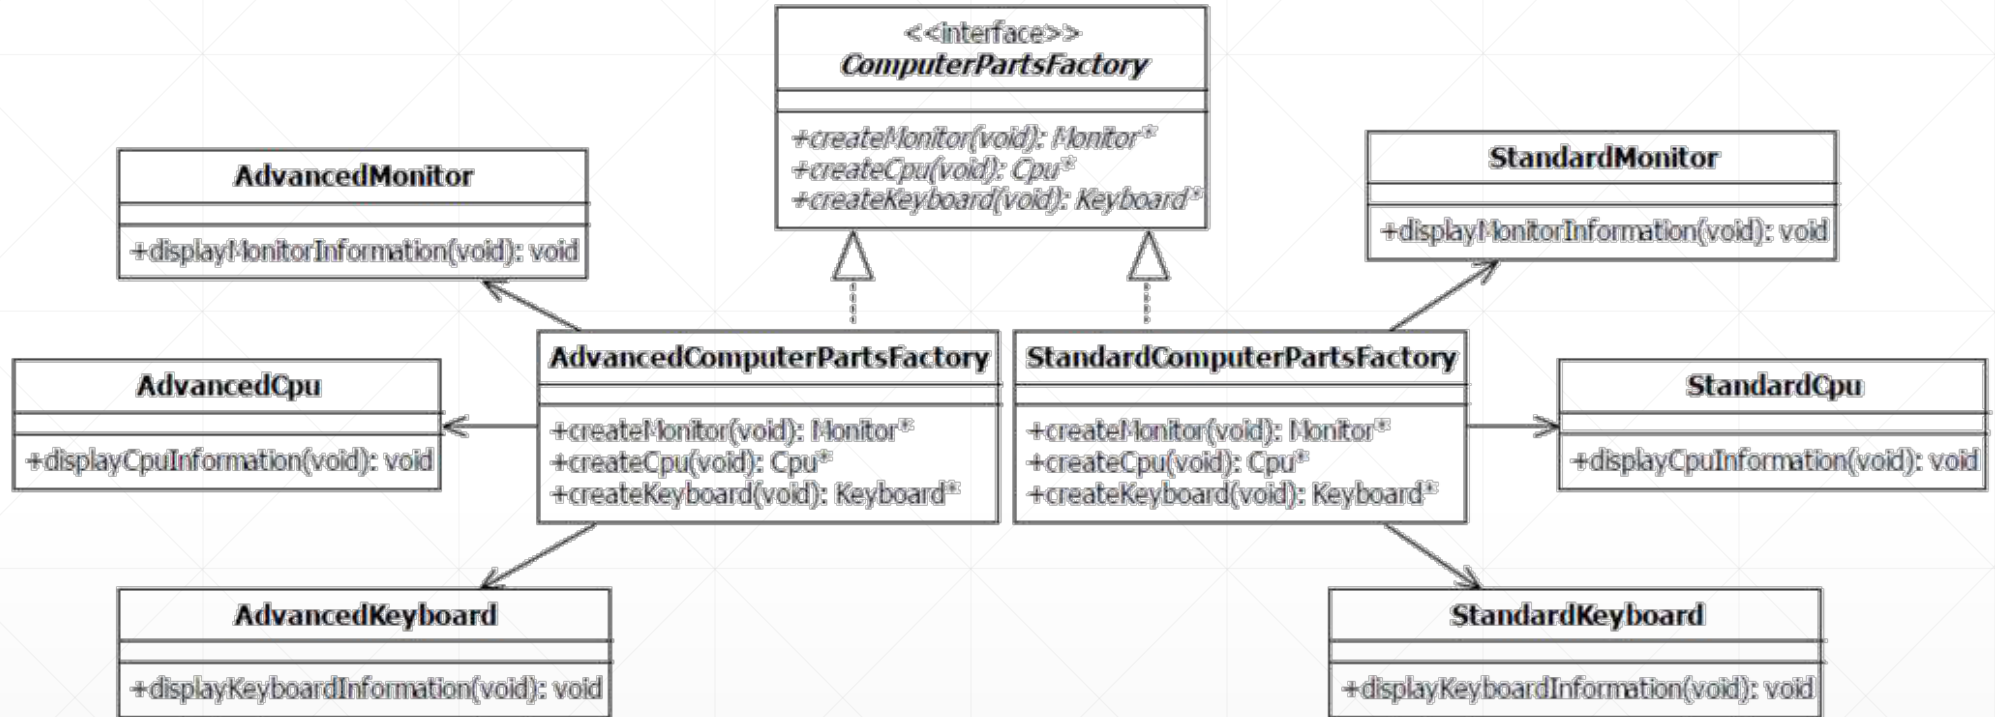 <<interface>>
ComputerPartsFactory
+createMonitor(void): Monitor*
+createCpu(void): Cpu*
+createKeyboard(void): Keyboard*
AdvancedMonitor
+displayMonitorInformation(void): void
StandardMonitor
+displayMonitorInformation(void): void
AdvancedCpu
+displayCpuInformation(void): void
AdvancedComputerPartsFactory
+createMonitor(void): Monitor*
+createCpu(void): Cpu*
+createKeyboard(void): Keyboard*
StandardComputerPartsFactory
+createMonitor(void): Monitor*
+createCpu(void): Cpu*
+createKeyboard(void): Keyboard*
StandardCpu
+displayCpuInformation(void): void
AdvancedKeyboard
+displayKeyboardInformation(void): void
StandardKeyboard
+displayKeyboardInformation(void): void